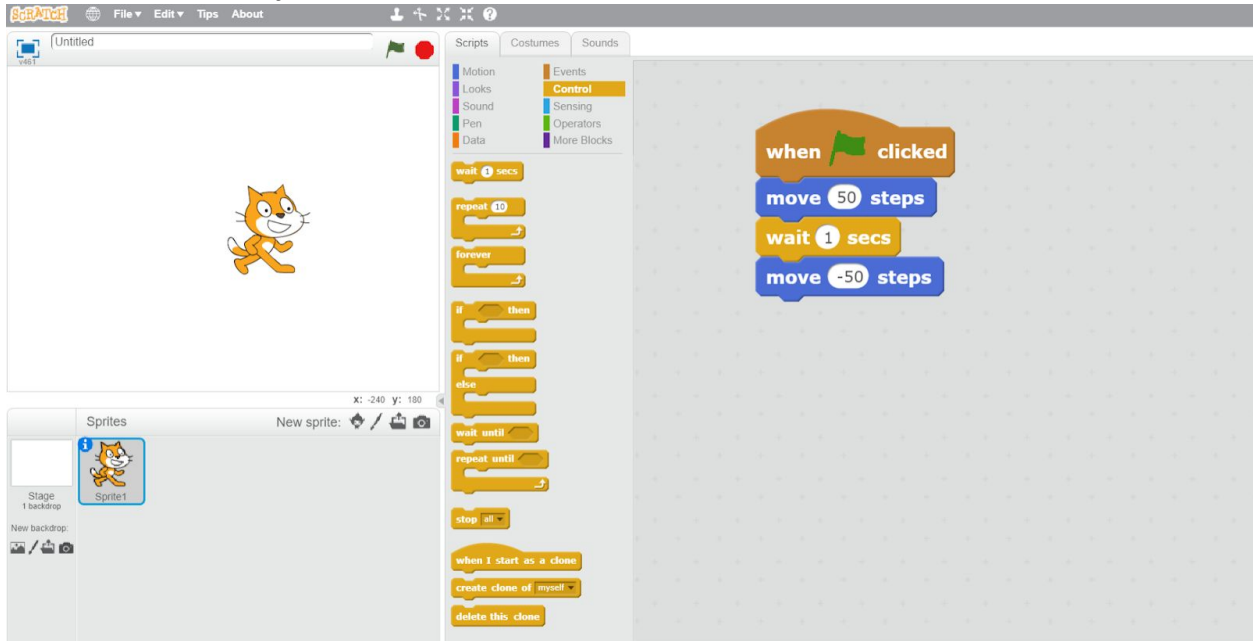 SCRATCH File▼ Edit▼ Tips About
Untitled
v461
x: -240 y: 180
Sprites New sprite:
Stage
1 backdrop
New backdrop:
Sprite1
Scripts Costumes Sounds
Motion Events
Looks Control
Sound Sensing
Pen Operators
Data More Blocks
wait 1 secs
repeat 10
forever
if then
if then
else
wait until
repeat until
stop all
when I start as a clone
create clone of myself
delete this clone
when clicked
move 50 steps
wait 1 secs
move -50 steps